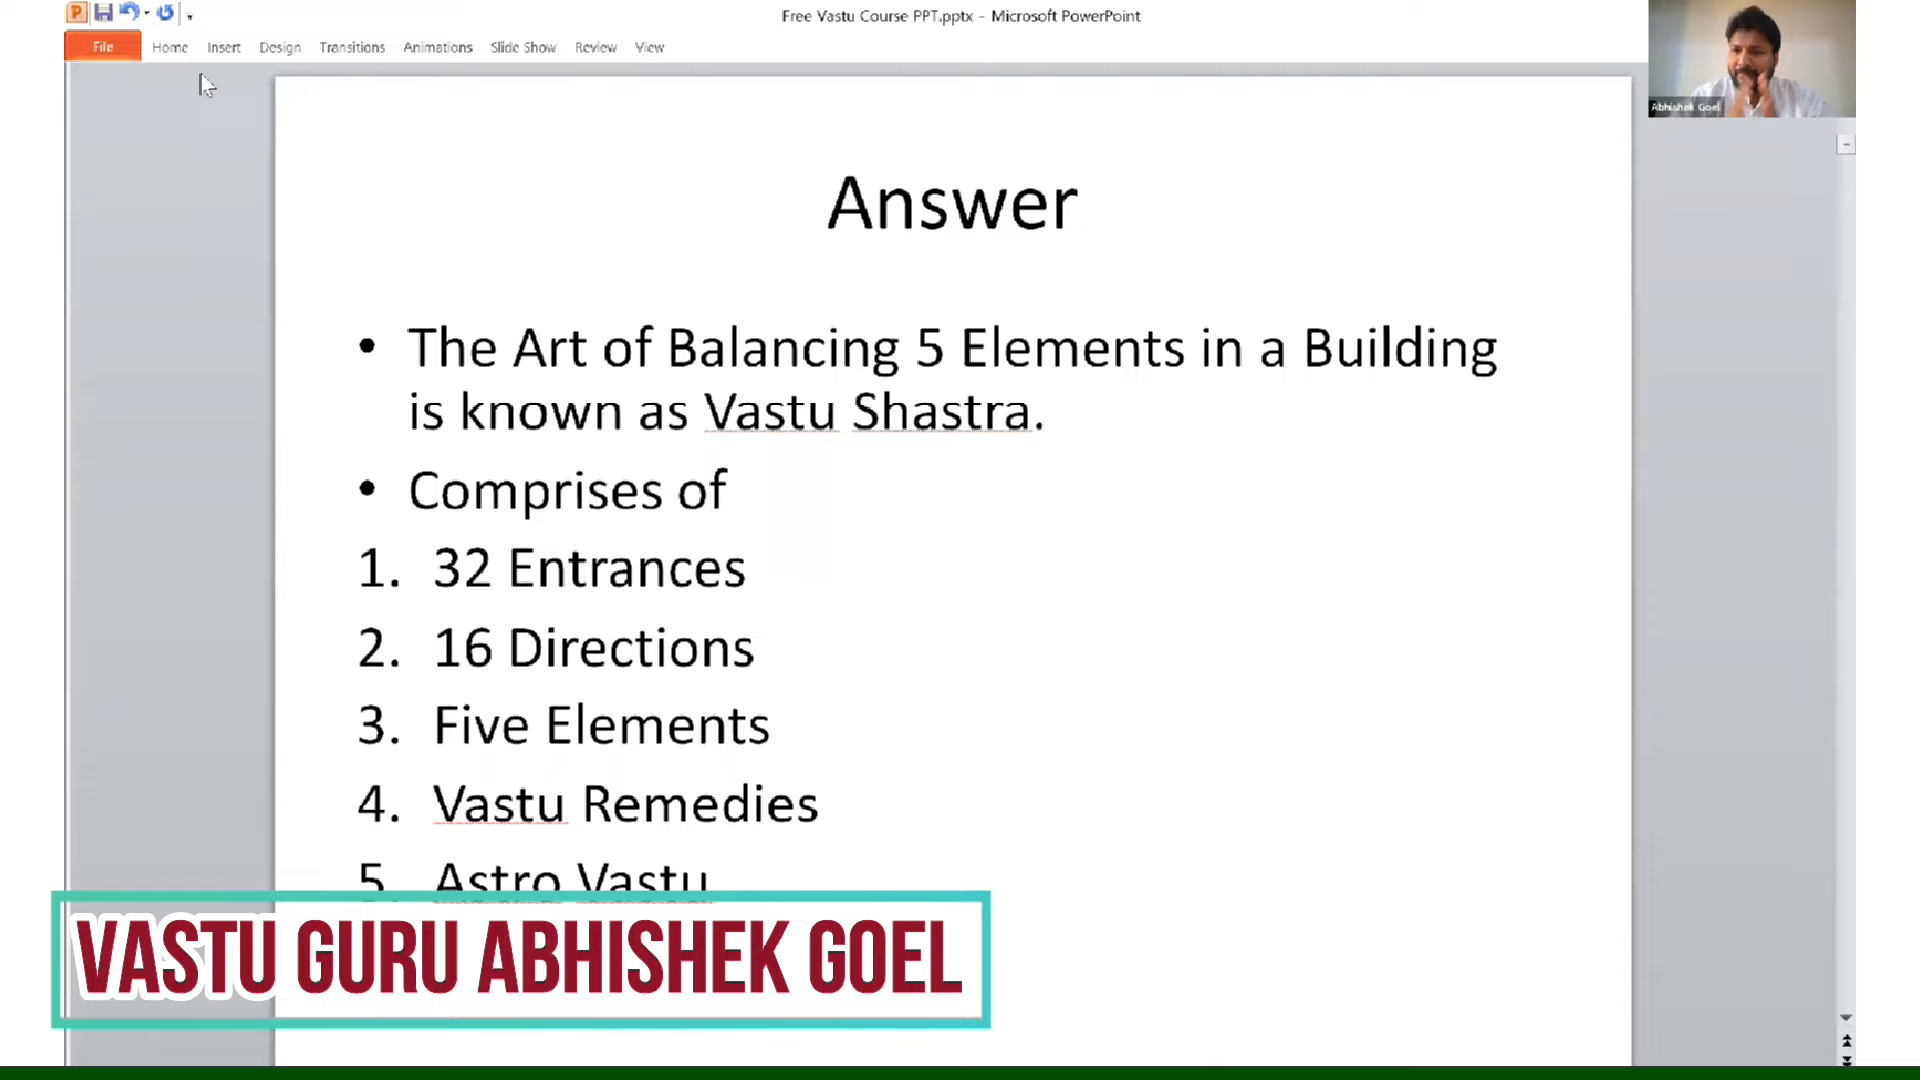 Free Vastu Course PPT.pptx - Microsoft PowerPoint
File Home Insert Design Transitions Animations Slide Show Review View
Abhishek Goel
Answer
• The Art of Balancing 5 Elements in a Building
is known as Vastu Shastra.
• Comprises of
1. 32 Entrances
2. 16 Directions
3. Five Elements
4. Vastu Remedies
5. Astro Vastu
VASTU GURU ABHISHEK GOEL